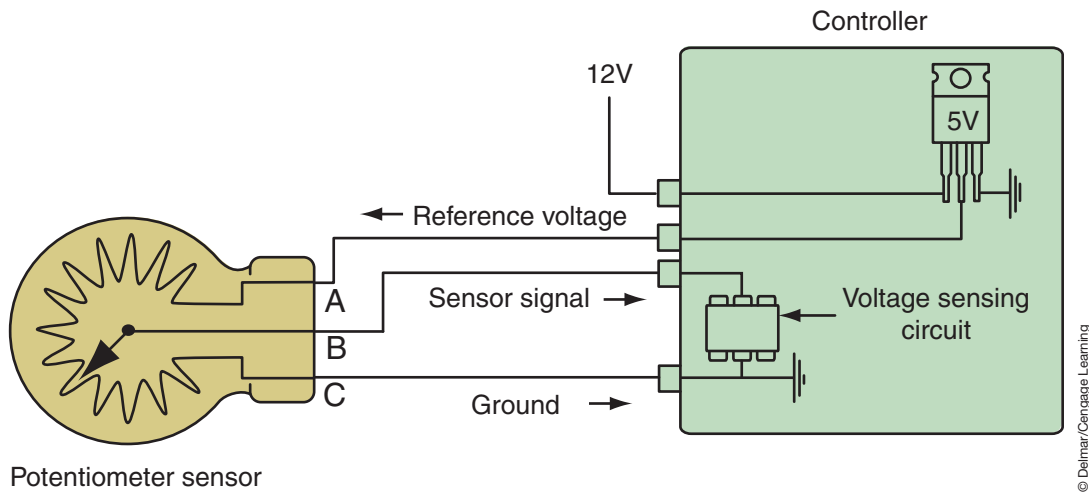 Controller
12V
5V
Reference voltage
A
Sensor signal
Voltage sensing
circuit
B
C
Ground
Potentiometer sensor
© Delmar/Cengage Learning